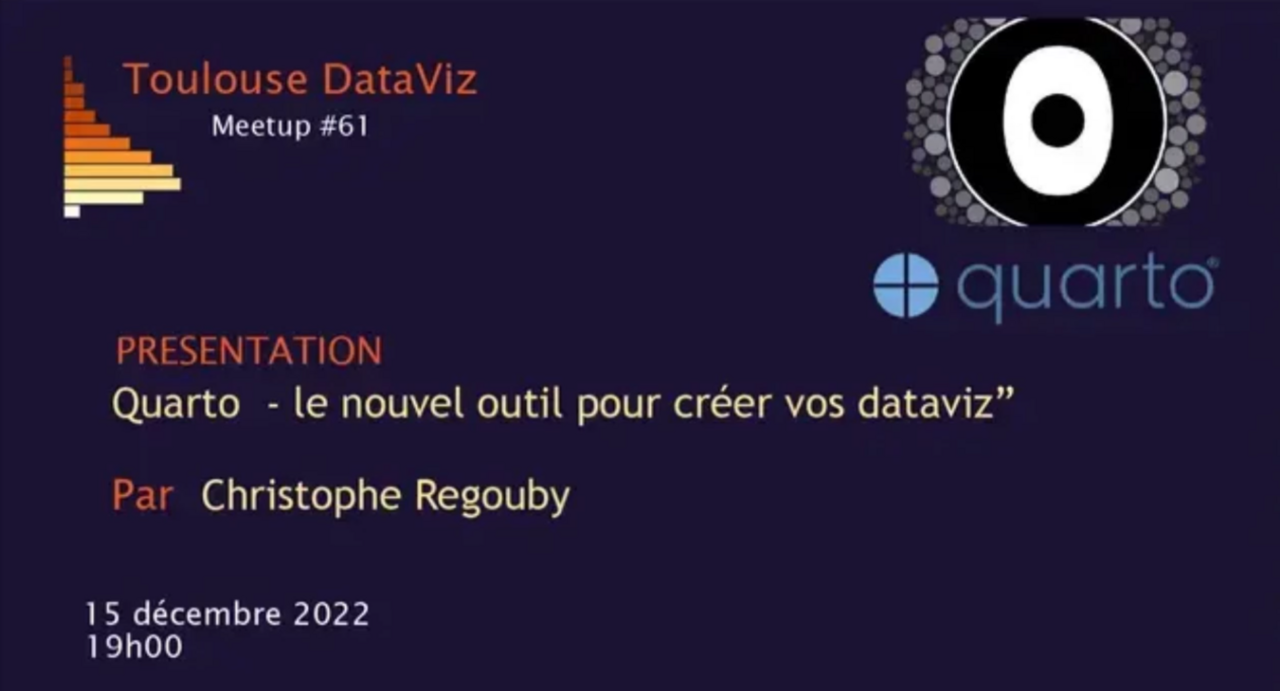 Toulouse DataViz
Meetup #61
quarto®
PRESENTATION
Quarto - le nouvel outil pour créer vos dataviz”
Par Christophe Regouby
15 décembre 2022
19h00